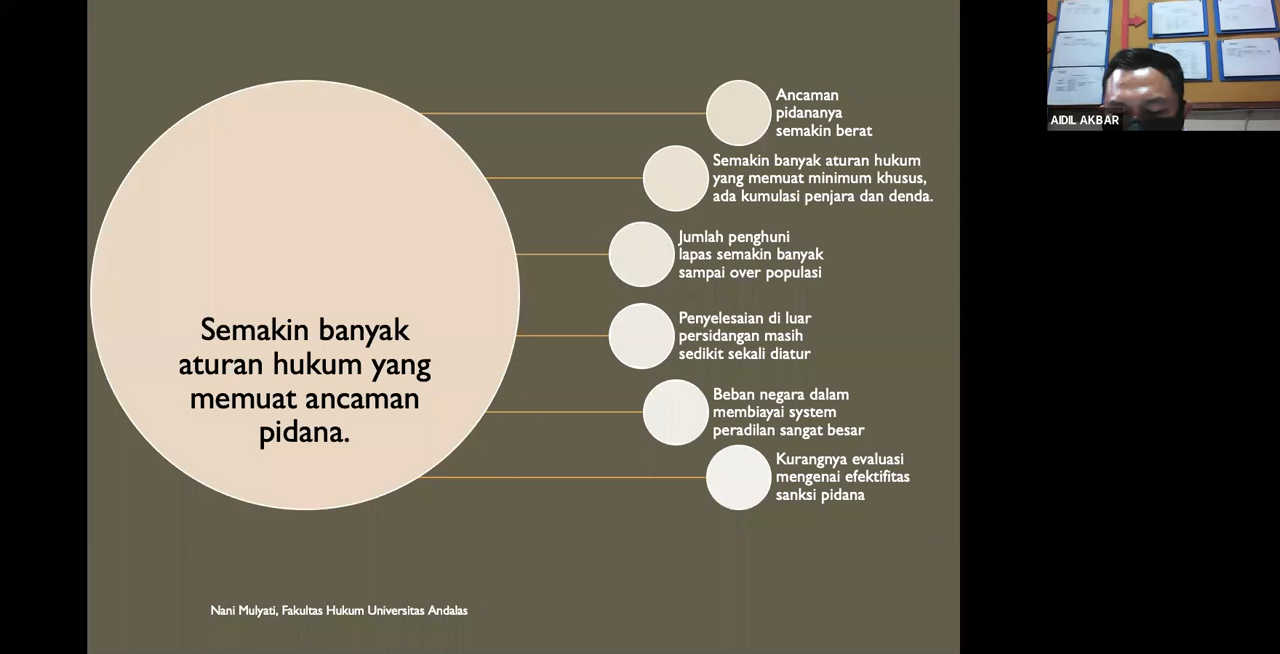 Semakin banyak
aturan hukum yang
memuat ancaman
pidana.
Ancaman
pidananya
semakin berat
Semakin banyak aturan hukum
yang memuat minimum khusus,
ada kumulasi penjara dan denda.
Jumlah penghuni
lapas semakin banyak
sampai over populasi
Penyelesaian di luar
persidangan masih
sedikit sekali diatur
Beban negara dalam
membiayai system
peradilan sangat besar
Kurangnya evaluasi
mengenai efektifitas
sanksi pidana
Nani Mulyati, Fakultas Hukum Universitas Andalas
AIDIL AKBAR